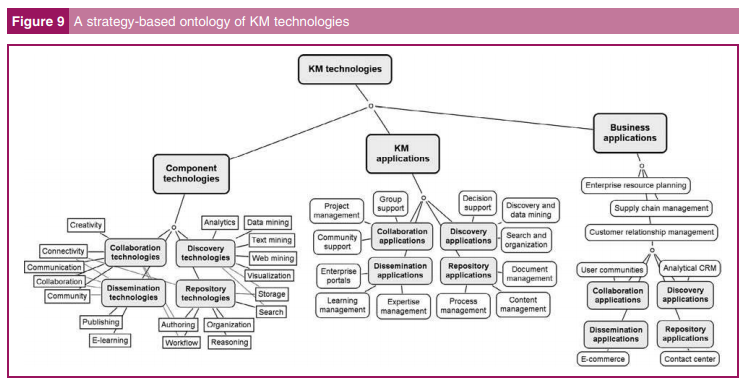 Figure 9 A strategy-based ontology of KM technologies
KM technologies
Component
technologies
KM
applications
Business
applications
Creativity
Connectivity
Communication
Collaboration
Community
Collaboration
technologies
Discovery
technologies
Dissemination
technologies
Repository
technologies
Analytics
Data mining
Text mining
Web mining
Visualization
Storage
Search
Publishing
E-learning
Authoring
Organization
Workflow
Reasoning
Project
management
Group
support
Decision
support
Discovery and
data mining
Community
support
Collaboration
applications
Discovery
applications
Search and
organization
Enterprise
portals
Dissemination
applications
Repository
applications
Document
management
Learning
management
Expertise
management
Process
management
Content
management
Enterprise resource planning
Supply chain management
Customer relationship management
User communities
Analytical CRM
Collaboration
applications
Discovery
applications
Dissemination
applications
Repository
applications
E-commerce
Contact center